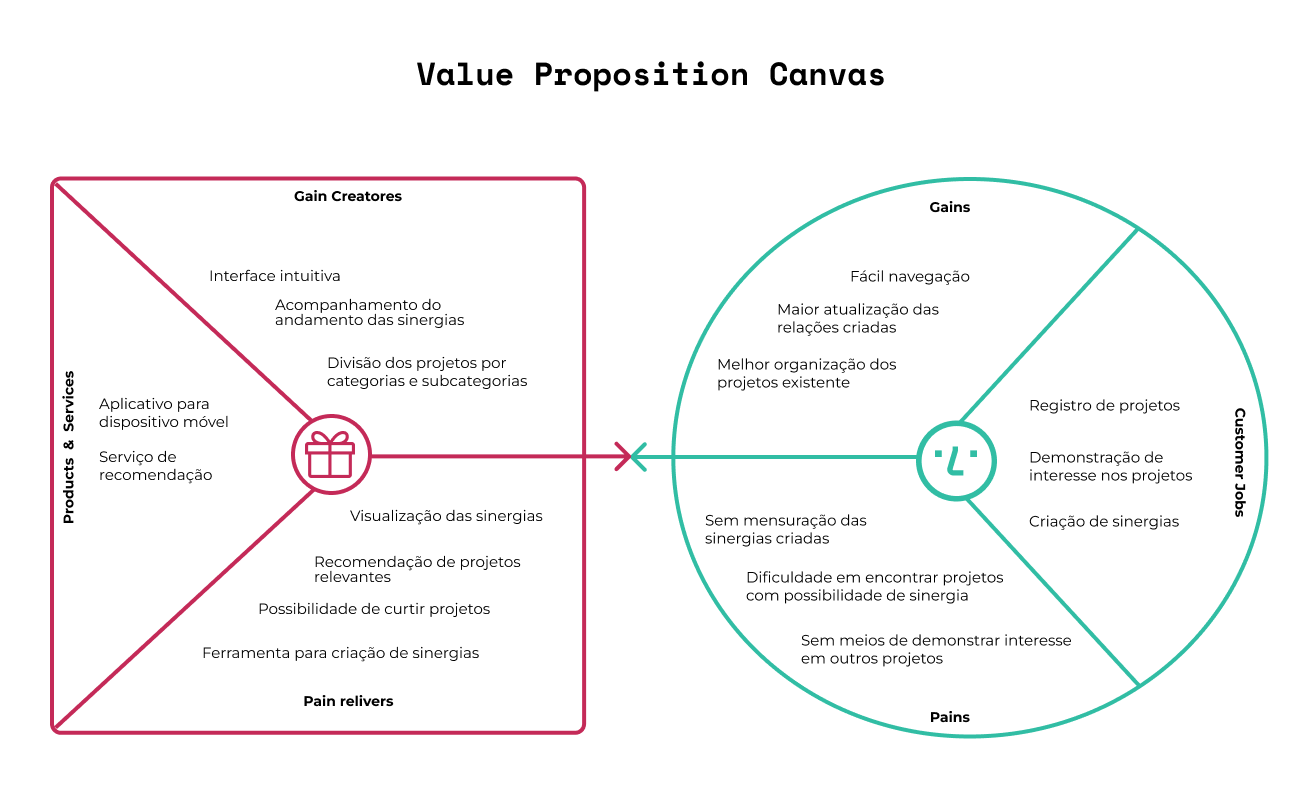 Value Proposition Canvas
Gain Creatores
Interface intuitiva
Acompanhamento do
andamento das sinergias
Divisão dos projetos por
categorias e subcategorias
Products & Services
Aplicativo para
dispositivo móvel
Serviço de
recomendação
Visualização das sinergias
Recomendação de projetos
relevantes
Possibilidade de curtir projetos
Ferramenta para criação de sinergias
Pain relivers
Gains
Fácil navegação
Maior atualização das
relações criadas
Melhor organização dos
projetos existente
Registro de projetos
Demonstração de
interesse nos projetos
Criação de sinergias
Customer Jobs
Sem mensuração das
sinergias criadas
Dificuldade em encontrar projetos
com possibilidade de sinergia
Sem meios de demonstrar interesse
em outros projetos
Pains